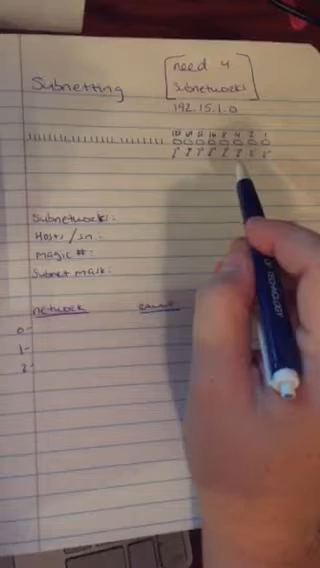 need 4
Subnetting
Subnetworks
192.15.1.0
128 64 32 16 8 4 2 1
Subnetworks:
Hosts/sn:
Magic #:
Subnet Mask:
network
0-
1-
2-
TECHNOLOGY